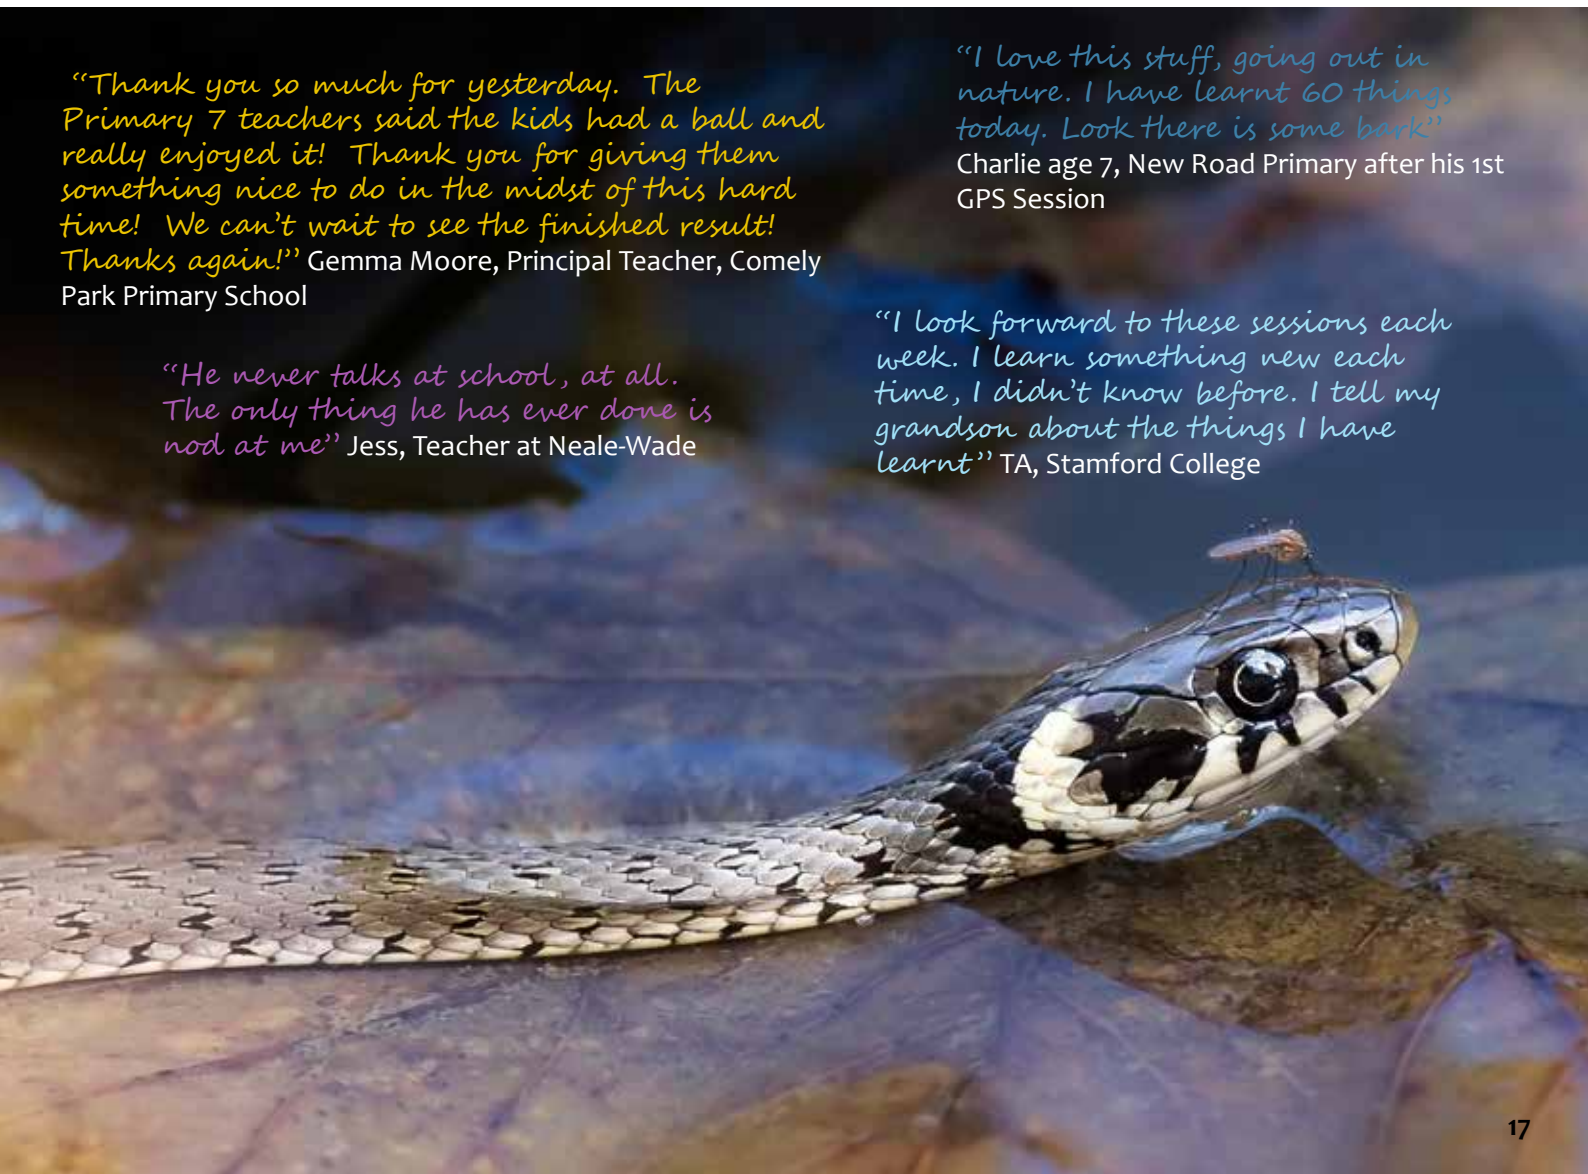 “Thank you so much for yesterday. The
Primary 7 teachers said the kids had a ball and
really enjoyed it! Thank you for giving them
something nice to do in the midst of this hard
time! We can’t wait to see the finished result!
Thanks again!” Gemma Moore, Principal Teacher, Comely
Park Primary School
“He never talks at school, at all.
The only thing he has ever done is
nod at me” Jess, Teacher at Neale-Wade
“I love this stuff, going out in
nature. I have learnt 60 things
today. Look there is some bark”
Charlie age 7, New Road Primary after his 1st
GPS Session
“I look forward to these sessions each
week. I learn something new each
time, I didn’t know before. I tell my
grandson about the things I have
learnt” TA, Stamford College
17